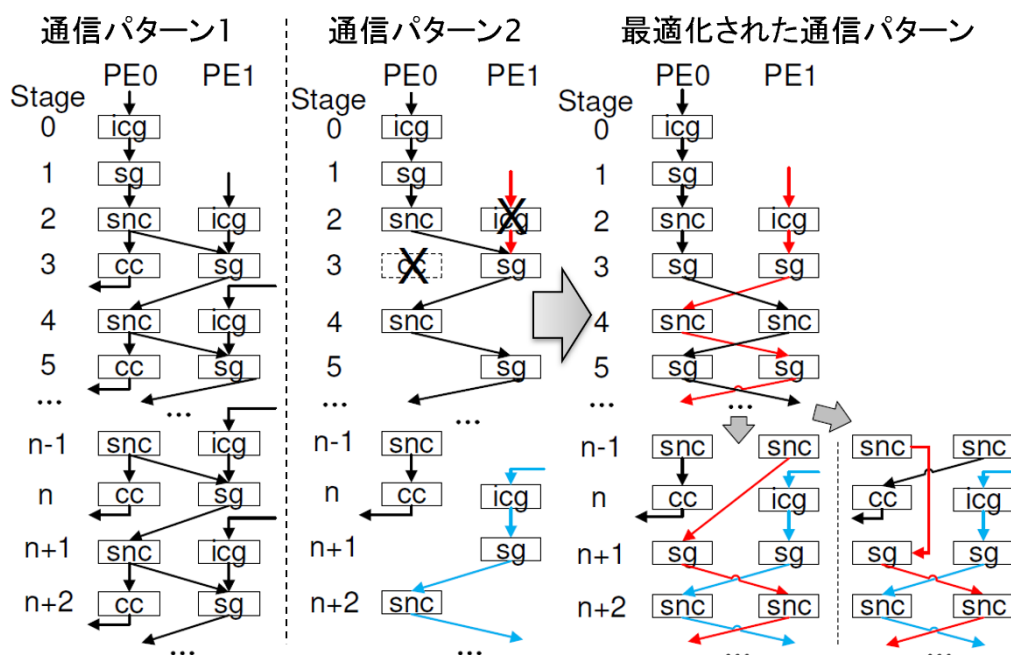 通信パターン1 通信パターン2 最適化された通信パターン
PE0 PE1 PE0 PE1 PE0 PE1
Stage Stage Stage
0 icg 0 icg 0 icg
1 sg 1 sg 1 sg
2 snc icg 2 snc icg 2 snc icg
3 cc sg 3 cc sg 3 sg sg
4 snc icg 4 snc 4 snc snc
5 cc sg 5 sg 5 sg sg
... ... ... ... ... ...
n-1 snc icg n-1 snc n-1 snc snc snc snc
n cc sg n cc icg n cc icg cc icg
n+1 snc icg n+1 sg n+1 sg sg sg sg
n+2 cc sg n+2 snc n+2 snc snc snc snc
... ... ... ...